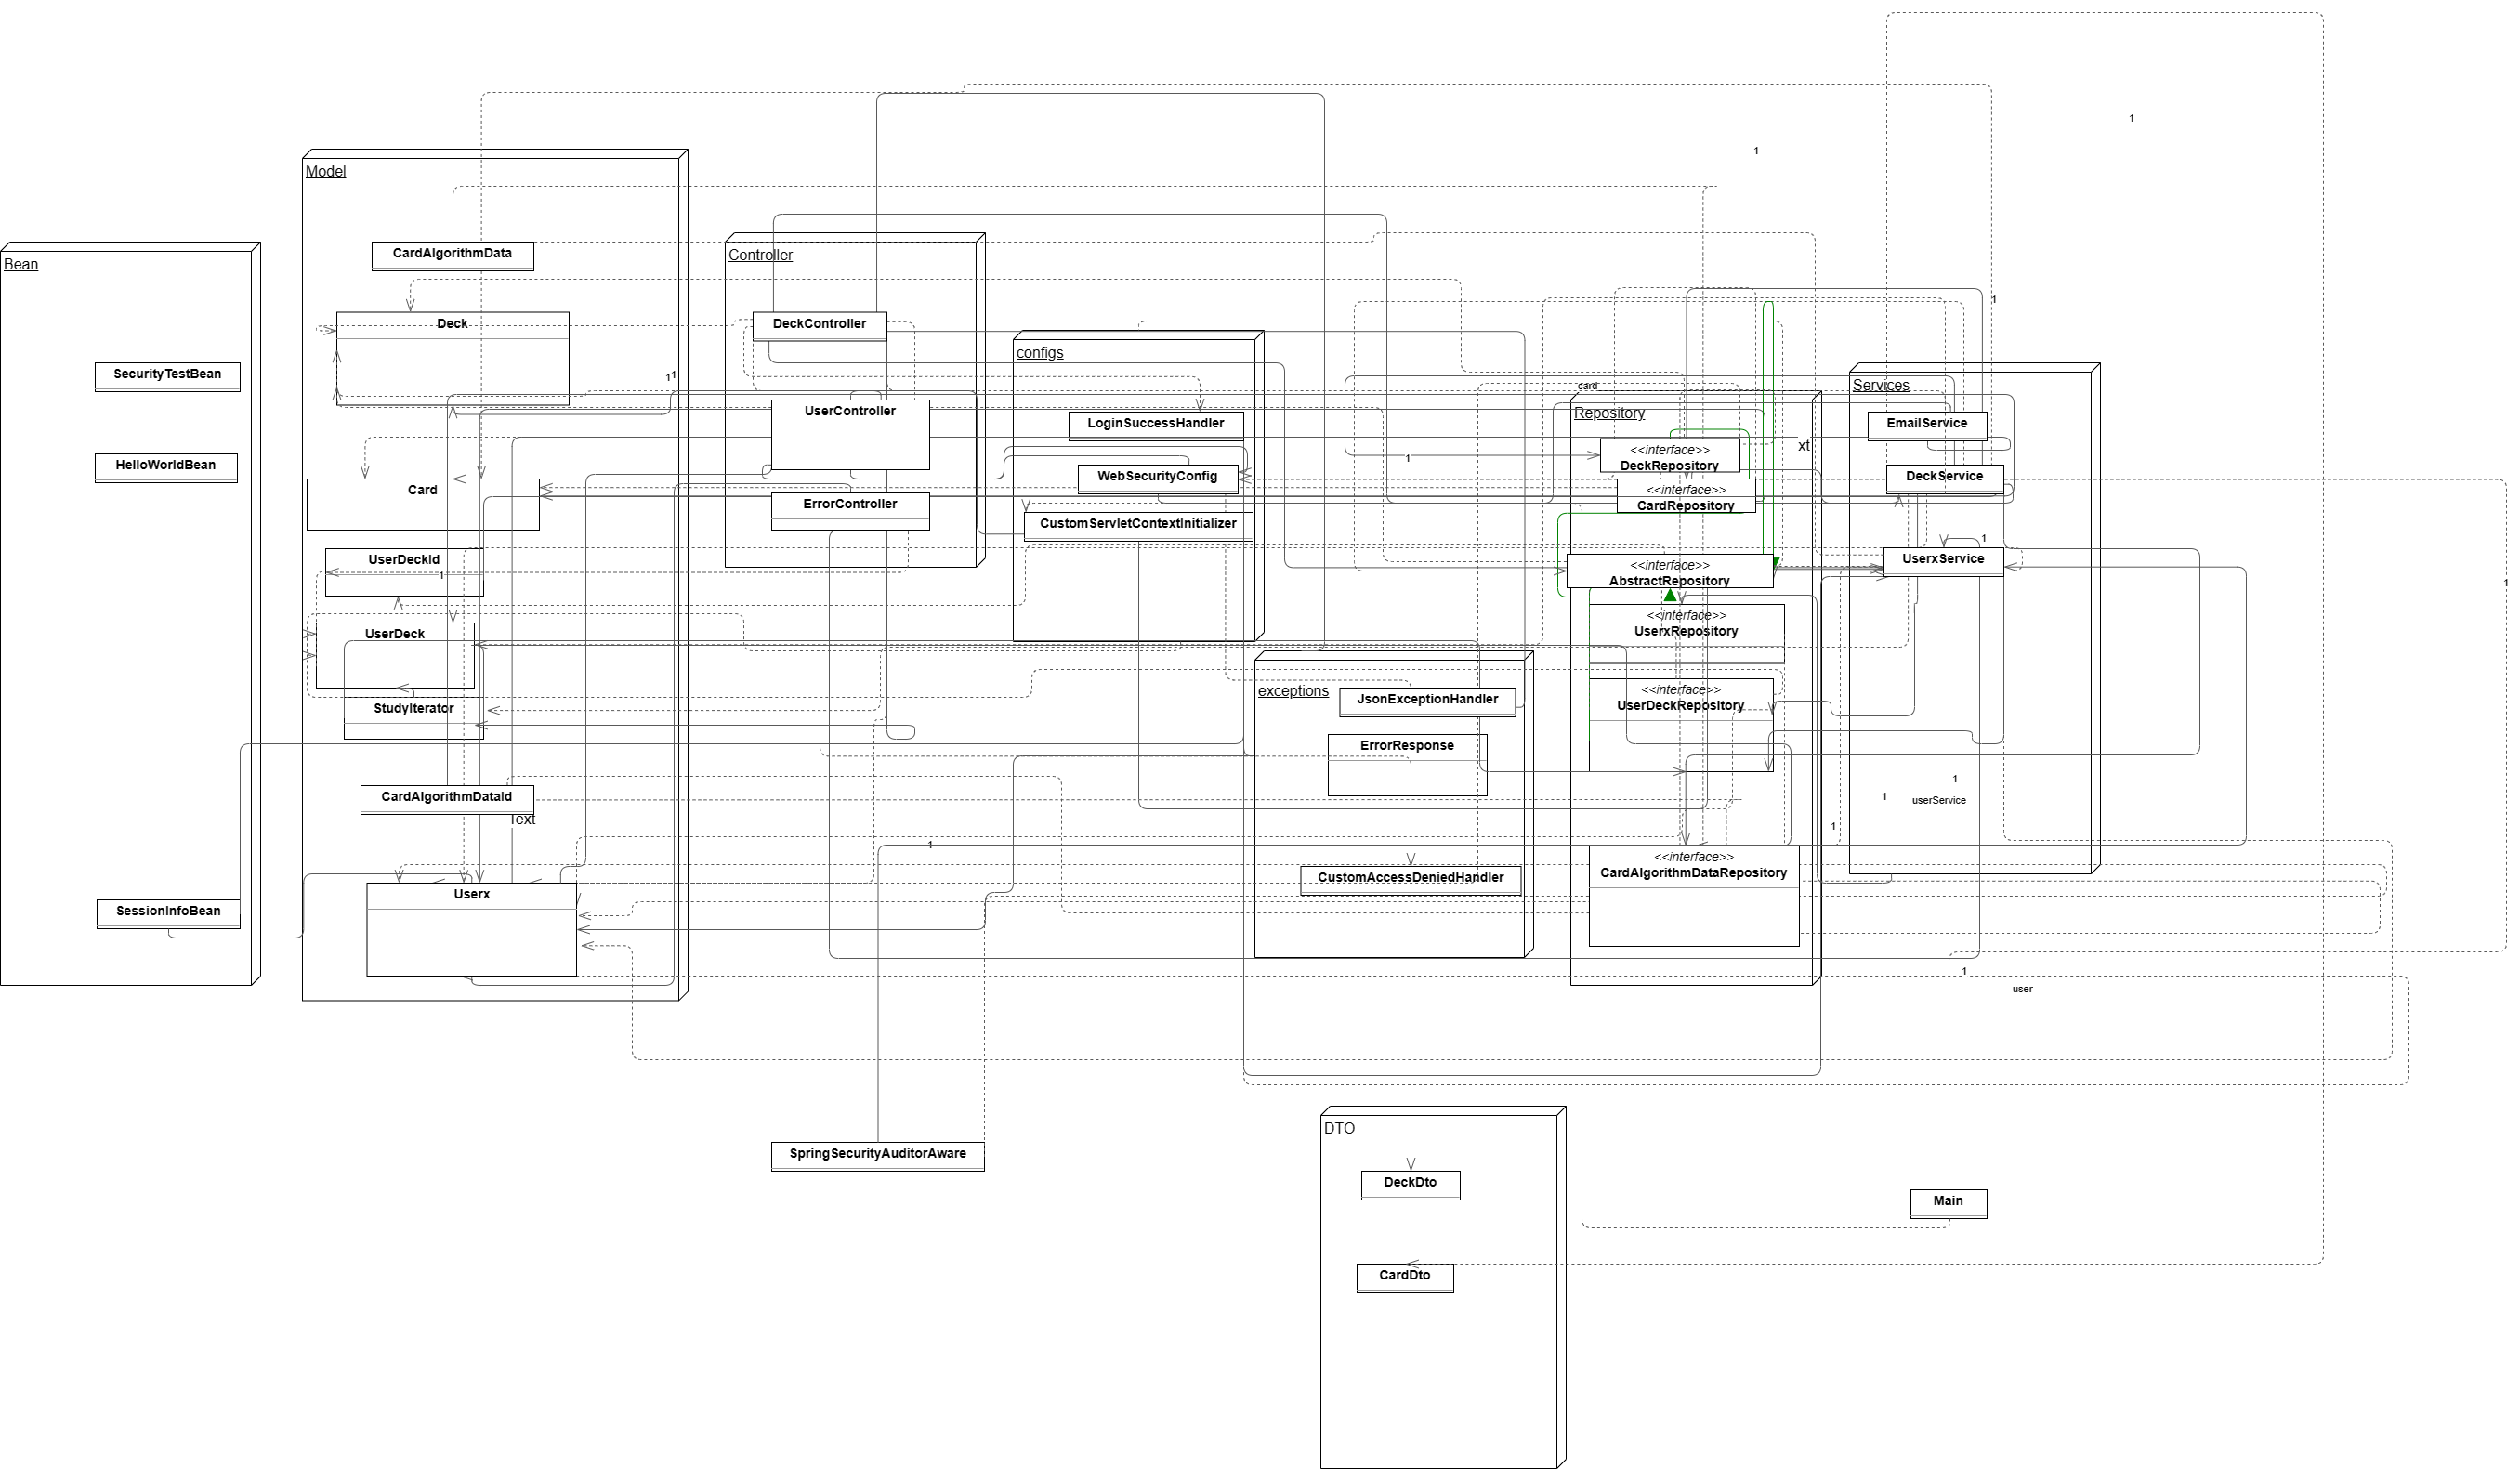 1
1
Model
CardAlgorithmData
Controller
Bean
1
Deck
DeckController
configs
SecurityTestBean
1
1
card
Services
UserController
LoginSuccessHandler
Repository
EmailService
xt
<<interface>>
DeckRepository
1
HelloWorldBean
WebSecurityConfig
DeckService
Card
<<interface>>
CardRepository
ErrorController
CustomServletContextInitializer
1
UserDeckId
UserxService
<<interface>>
AbstractRepository
1
1
<<interface>>
UserxRepository
UserDeck
exceptions
<<interface>>
UserDeckRepository
JsonExceptionHandler
StudyIterator
ErrorResponse
1
CardAlgorithmDataId
1
userService
Text
1
1
<<interface>>
CardAlgorithmDataRepository
CustomAccessDeniedHandler
Userx
SessionInfoBean
1
user
DTO
SpringSecurityAuditorAware
DeckDto
Main
CardDto